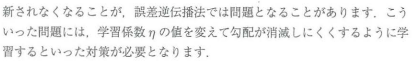 新されなくなることが，誤差逆伝播法では問題となることがあります．こう
いった問題には，学習係数 η の値を変えて勾配が消滅しにくくするように学
習するといった対策が必要となります．